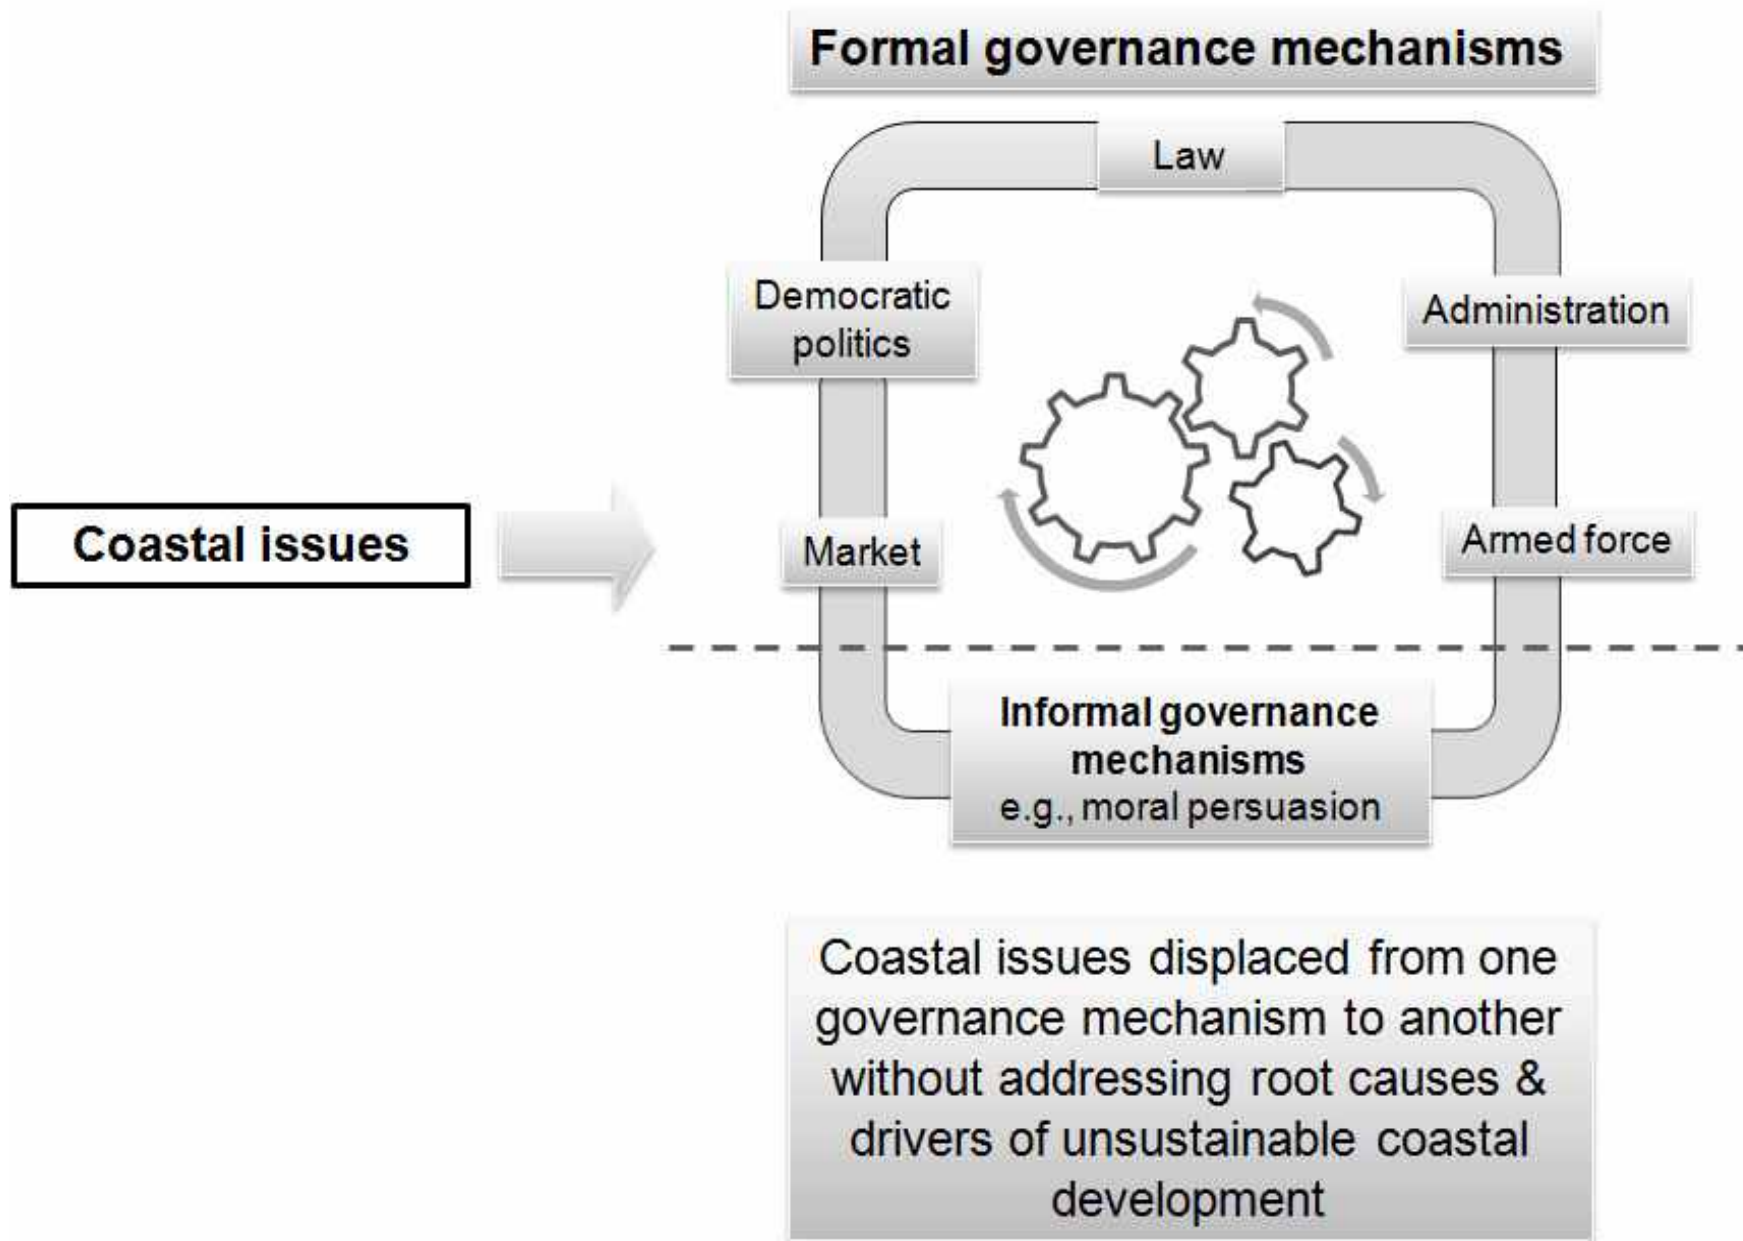 Formal governance mechanisms
Law
Democratic
politics
Administration
Coastal issues
Market
Armed force
Informal governance
mechanisms
e.g., moral persuasion
Coastal issues displaced from one
governance mechanism to another
without addressing root causes &
drivers of unsustainable coastal
development